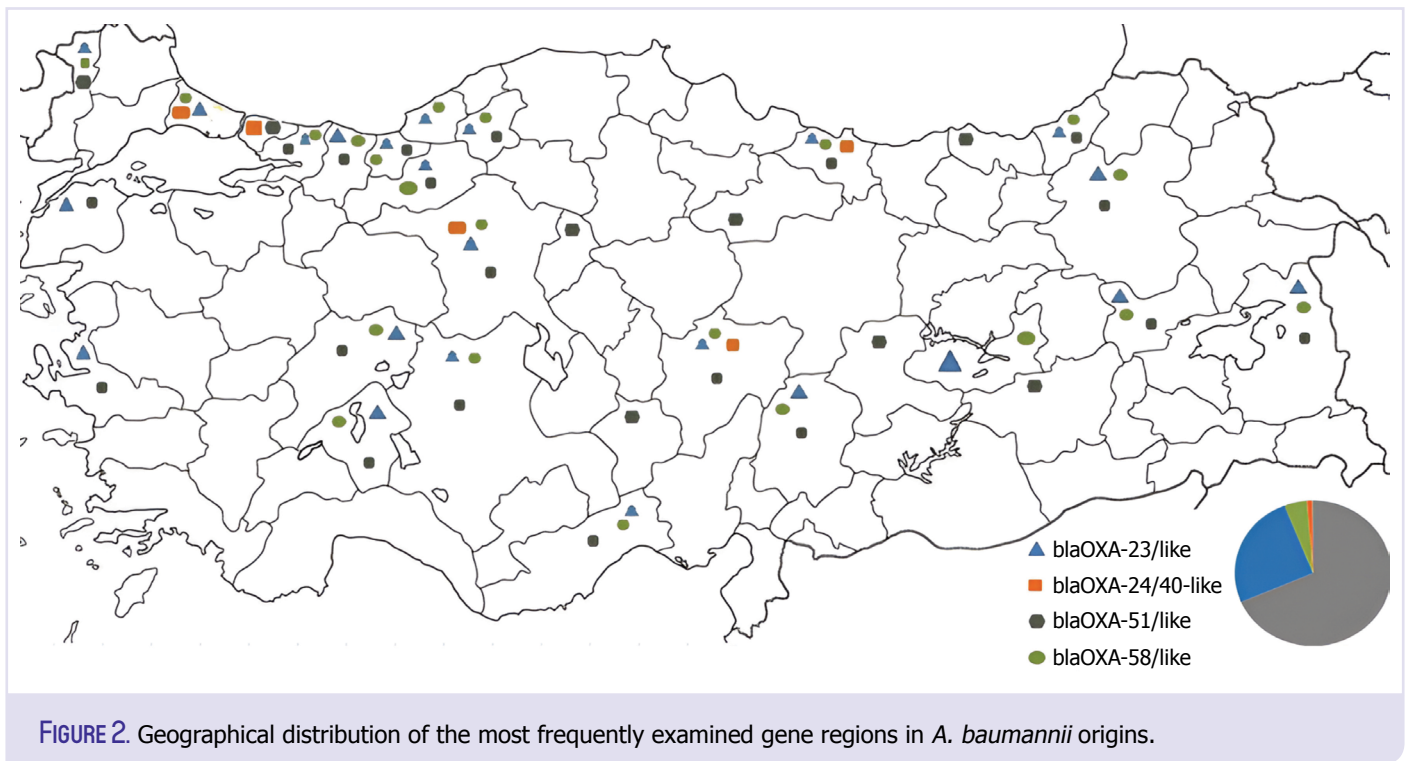 blaOXA-23/like
blaOXA-24/40-like
blaOXA-51/like
blaOXA-58/like
FIGURE 2. Geographical distribution of the most frequently examined gene regions in A. baumannii origins.